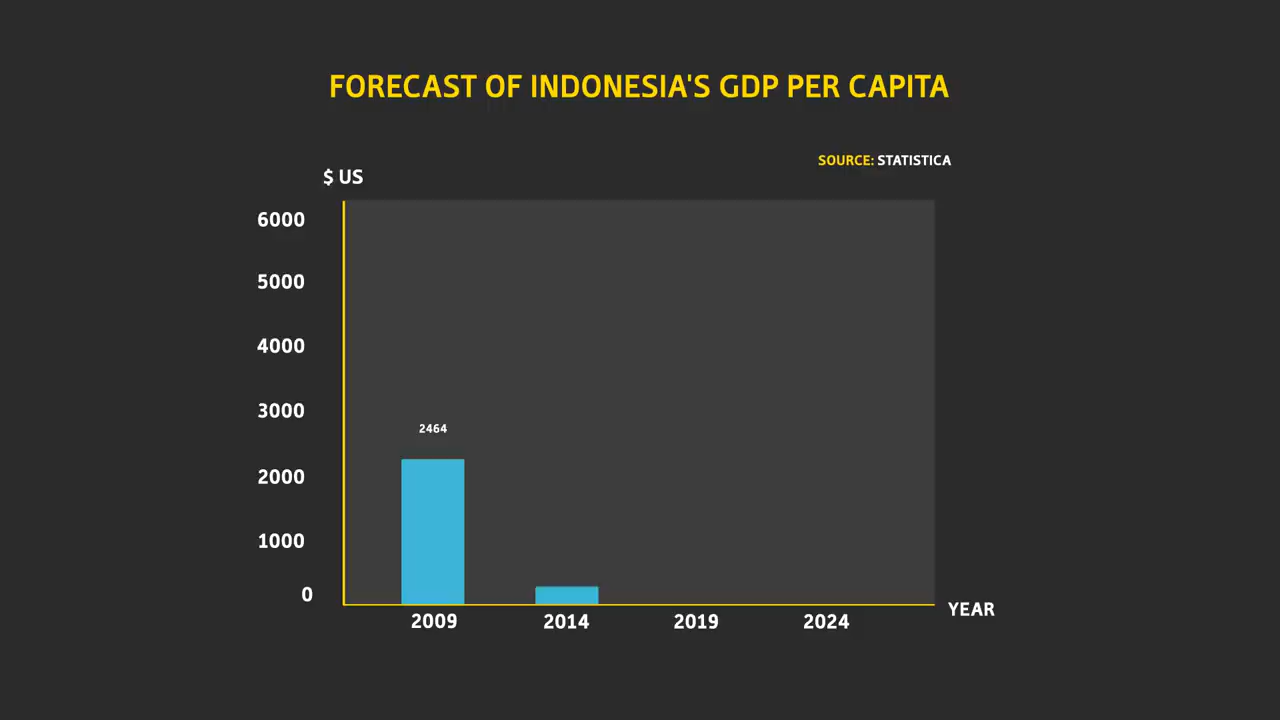 FORECAST OF INDONESIA'S GDP PER CAPITA
SOURCE: STATISTICA
$ US
6000
5000
4000
3000
2464
2000
1000
0
YEAR
2009 2014 2019 2024